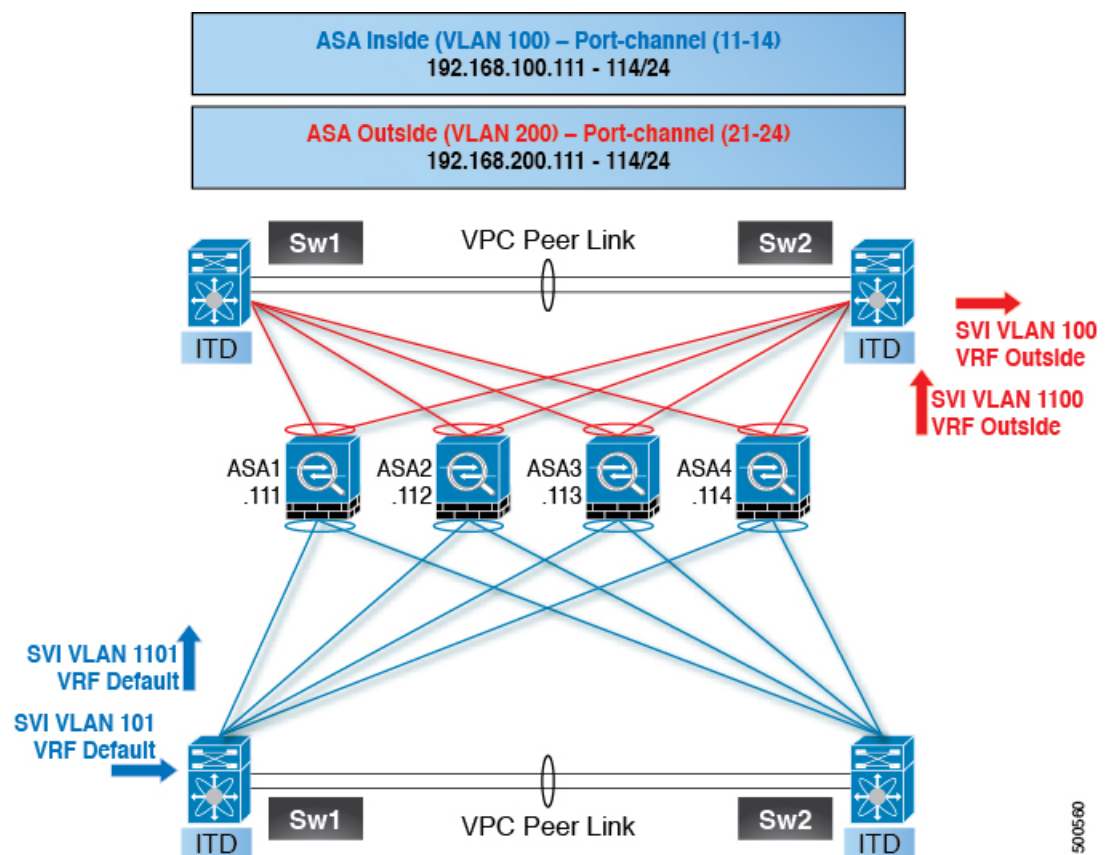 ASA Inside (VLAN 100) – Port-channel (11-14)
192.168.100.111 - 114/24
ASA Outside (VLAN 200) – Port-channel (21-24)
192.168.200.111 - 114/24
Sw1
VPC Peer Link
Sw2
ITD
ITD
SVI VLAN 100
VRF Outside
SVI VLAN 1100
VRF Outside
ASA1
.111
ASA2
.112
ASA3
.113
ASA4
.114
SVI VLAN 1101
VRF Default
SVI VLAN 101
VRF Default
Sw1
VPC Peer Link
Sw2
ITD
ITD
500560